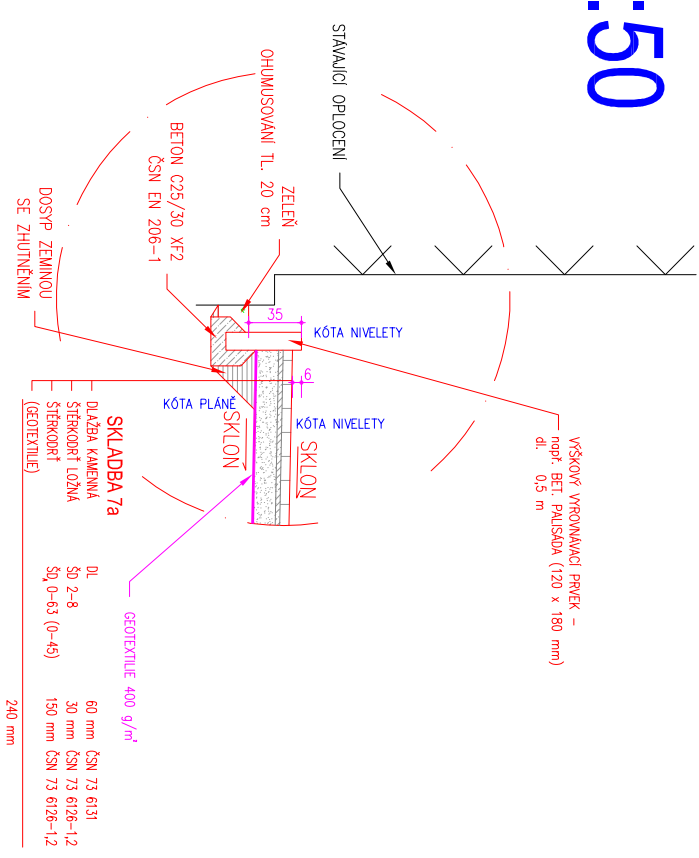 :50
STÁVAJÍCÍ OPLOCENÍ
ZELEŇ
OHUMUSOVÁNÍ TL. 20 cm
BETON C25/30 XF2
ČSN EN 206-1
DOSYP ZEMINOU
SE ZHUTNĚNÍM
35
KÓTA NIVELETY
6
KÓTA PLÁNĚ
KÓTA NIVELETY
SKLON
SKLON
VÝŠKOVÝ VYROVNÁVACÍ PRVEK -
např. BET. PALISÁDA (120 x 180 mm)
dl. 0,5 m
GEOTEXTILIE 400 g/m²
SKLADBA 7a
DLAŽBA KAMENNÁ DL 60 mm ČSN 73 6131
ŠTĚRKODRŤ LOŽNÁ ŠD 2-8 30 mm ČSN 73 6126-1,2
ŠTĚRKODRŤ ŠDA 0-63 (0-45) 150 mm ČSN 73 6126-1,2
(GEOTEXTILIE)
240 mm